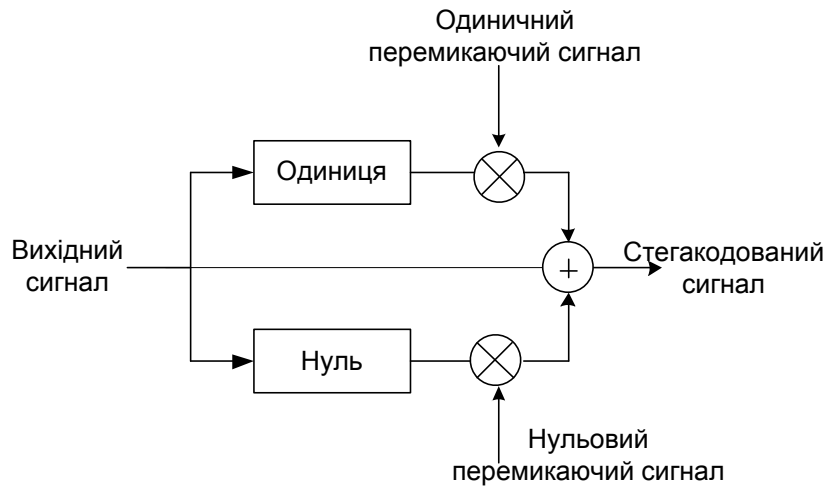 Одиничний
перемикаючий сигнал
Одиниця
Вихідний
сигнал
+
Стегакодований
сигнал
Нуль
Нульовий
перемикаючий сигнал